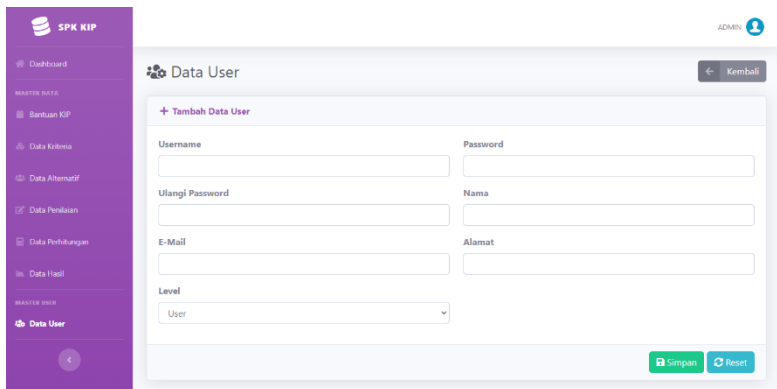 SPK KIP
ADMIN
Dashboard
Data User
Kembali
MASTER DATA
Bantuan KIP
Tambah Data User
Data Kriteria
Username
Password
Data Alternatif
Ulangi Password
Nama
Data Penilaian
Data Perhitungan
E-Mail
Alamat
Data Hasil
Level
MASTER USER
User
Data User
Simpan
Reset